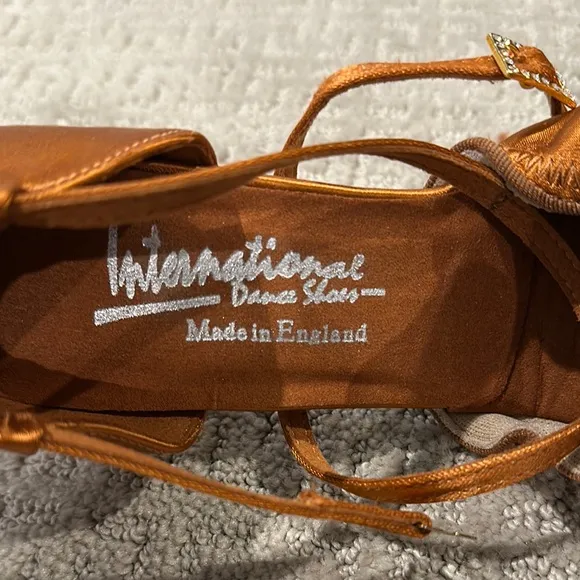 International
Dance Shoes
Made in England